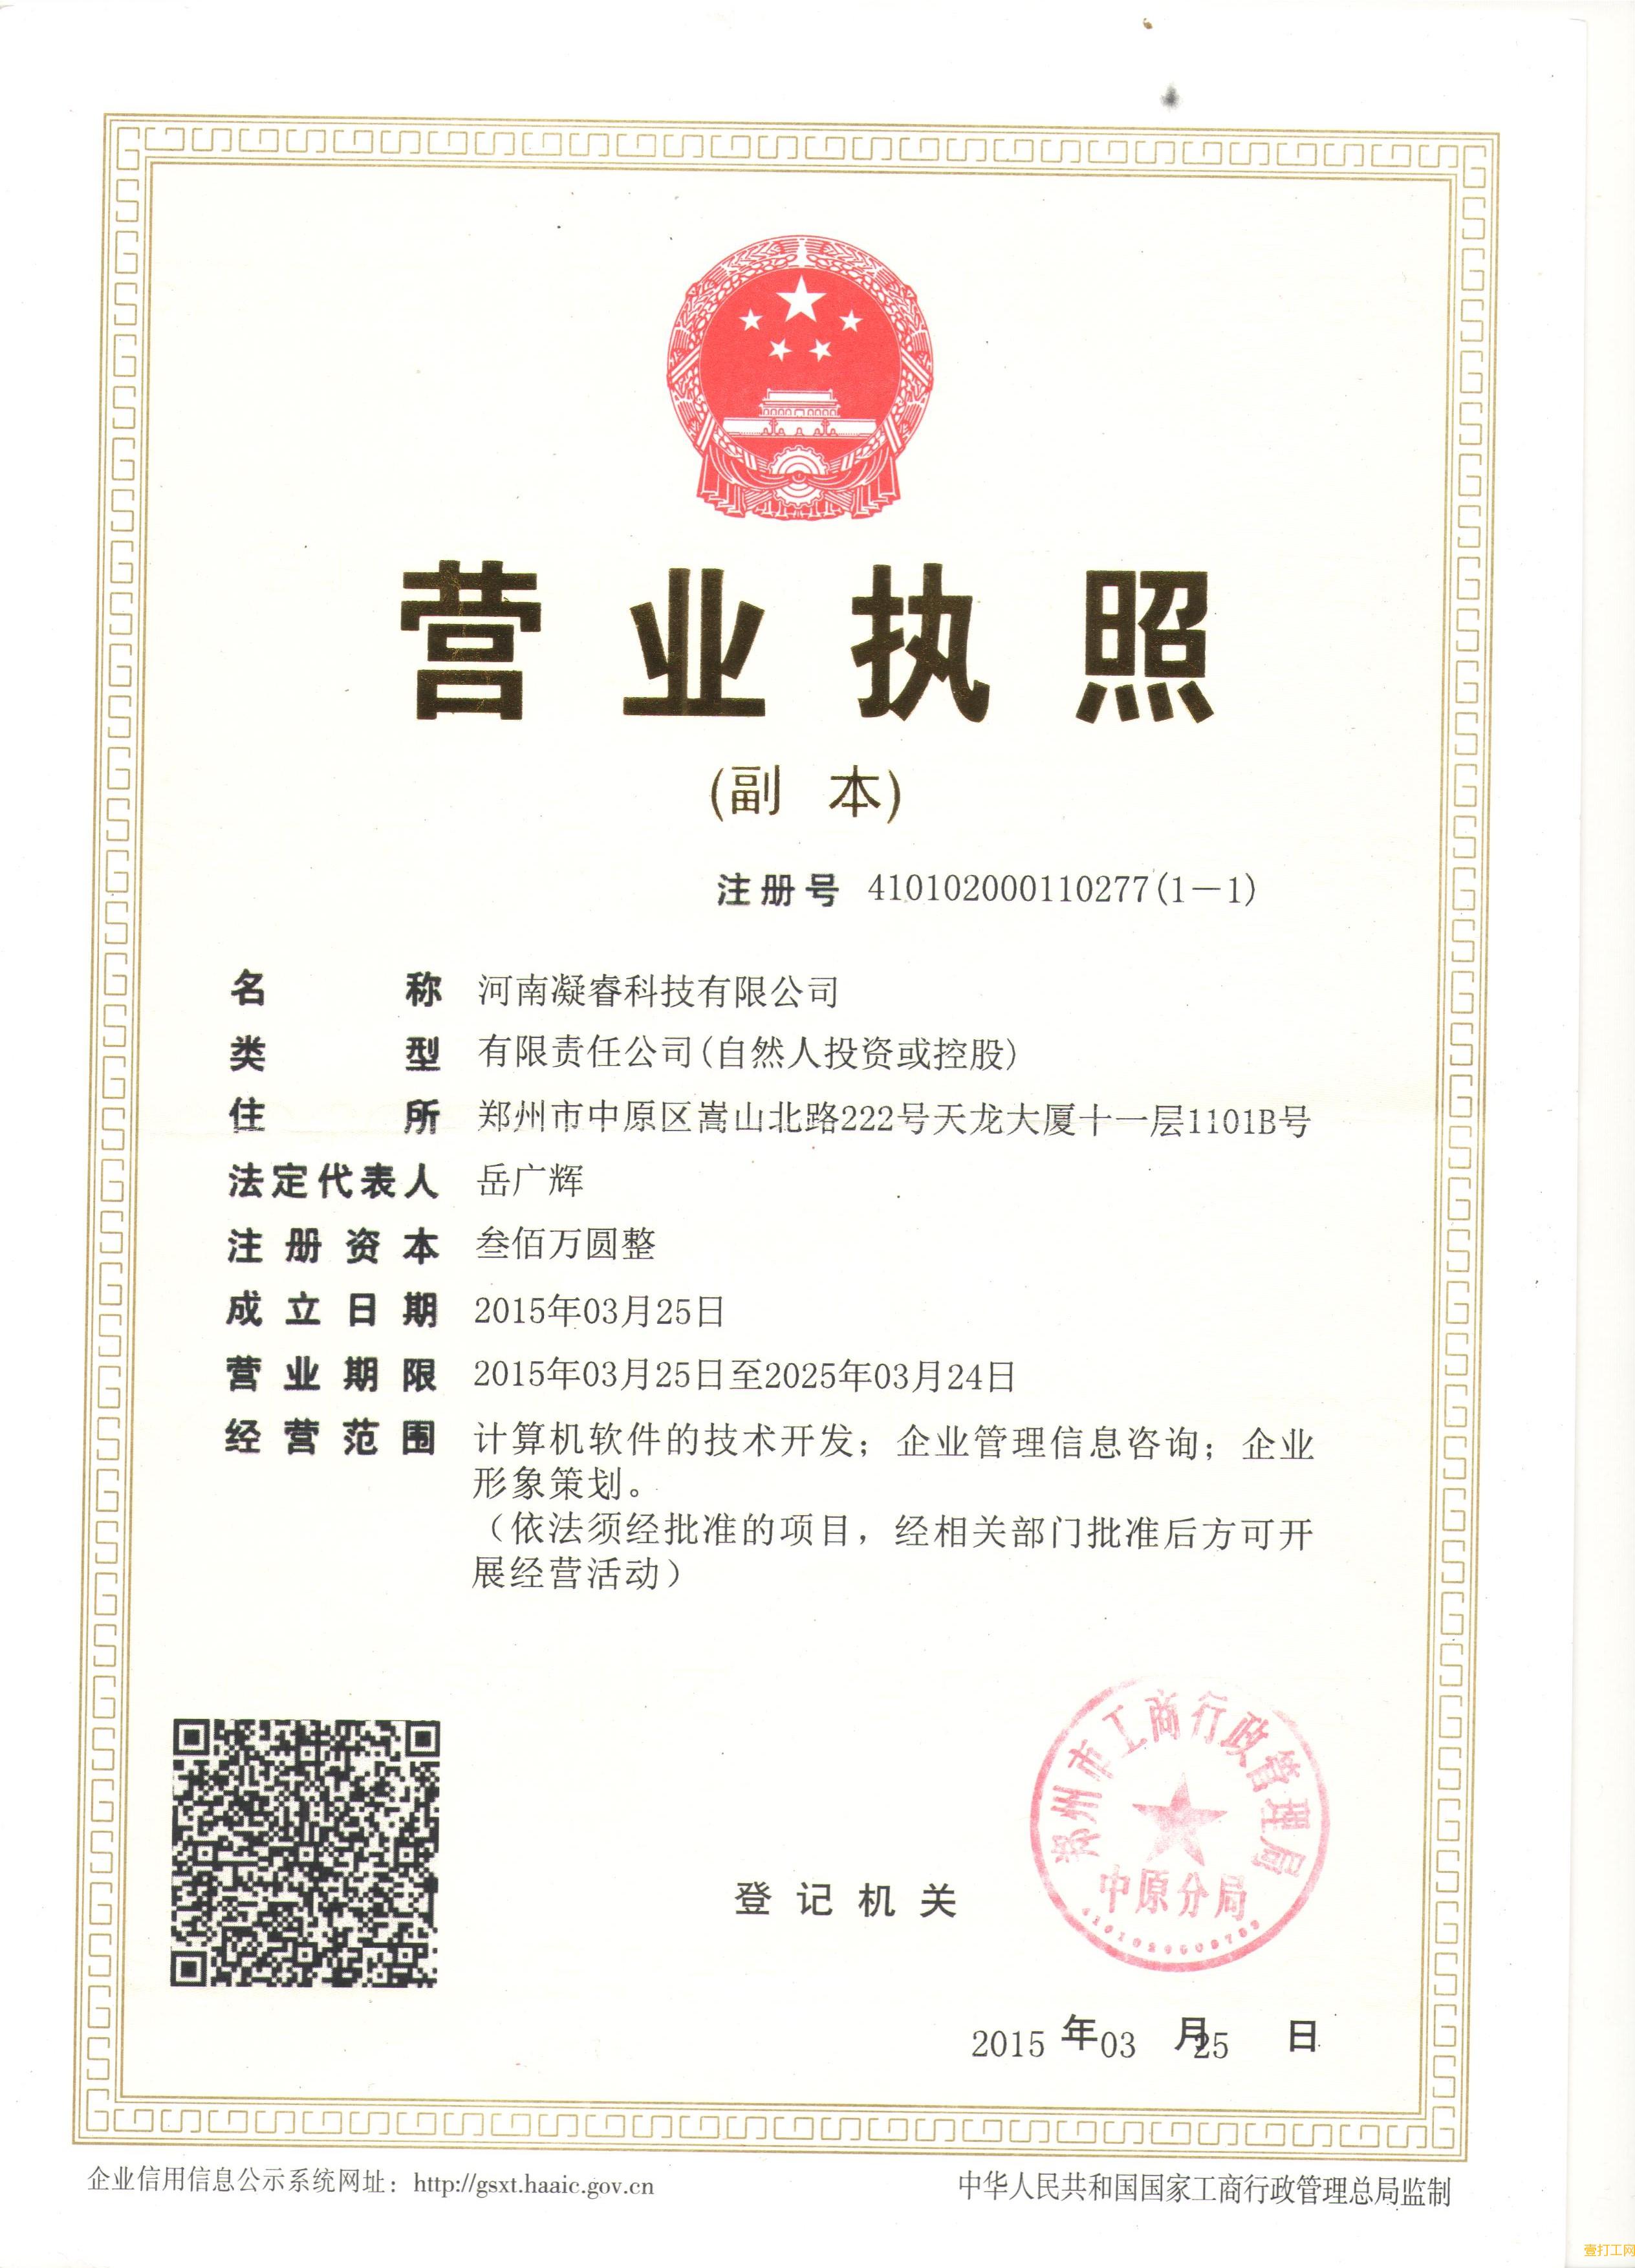 营业执照
(副 本)
注册号 410102000110277(1－1)
名称 河南凝睿科技有限公司
类型 有限责任公司(自然人投资或控股)
住所 郑州市中原区嵩山北路222号天龙大厦十一层1101B号
法定代表人 岳广辉
注册资本 叁佰万圆整
成立日期 2015年03月25日
营业期限 2015年03月25日至2025年03月24日
经营范围 计算机软件的技术开发；企业管理信息咨询；企业
形象策划。
（依法须经批准的项目，经相关部门批准后方可开
展经营活动）
郑州市工商行政管理局
中原分局
登记机关
2015 年 03 月 25 日
企业信用信息公示系统网址：http://gsxt.haaic.gov.cn
中华人民共和国国家工商行政管理总局监制
壹打工网